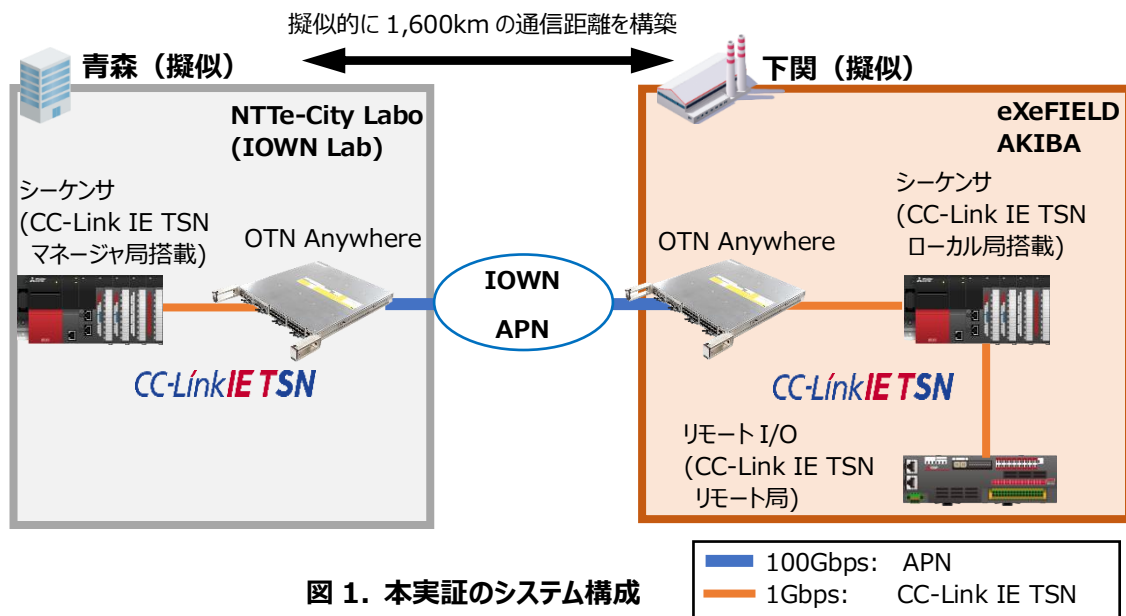 擬似的に 1,600km の通信距離を構築
青森（擬似）
下関（擬似）
NTTe-City Labo
(IOWN Lab)
シーケンサ
(CC-Link IE TSN
マネージャ局搭載)
OTN Anywhere
CC-Link IE TSN
IOWN
APN
eXeFIELD
AKIBA
シーケンサ
(CC-Link IE TSN
ローカル局搭載)
OTN Anywhere
CC-Link IE TSN
リモート I/O
(CC-Link IE TSN
リモート局)
100Gbps: APN
1Gbps: CC-Link IE TSN
図 1. 本実証のシステム構成